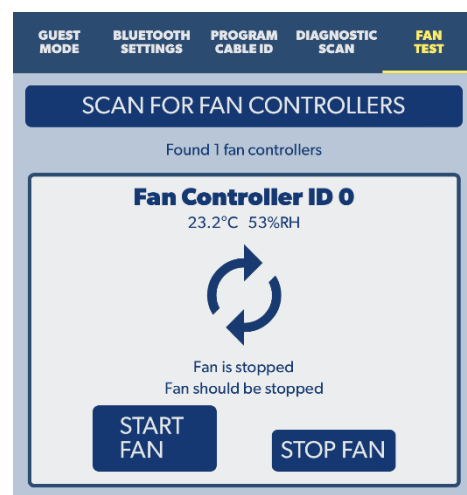 GUEST MODE
BLUETOOTH SETTINGS
PROGRAM CABLE ID
DIAGNOSTIC SCAN
FAN TEST
SCAN FOR FAN CONTROLLERS
Found 1 fan controllers
Fan Controller ID 0
23.2°C 53%RH
Fan is stopped
Fan should be stopped
START
FAN
STOP FAN